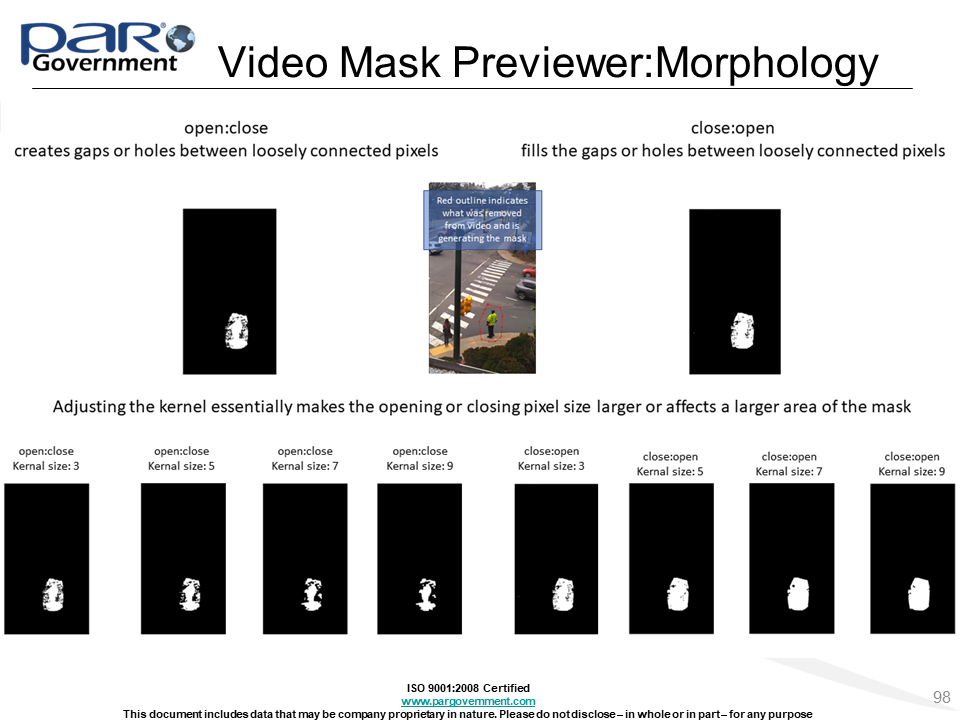 PAR®
Government
Video Mask Previewer:Morphology
open:close
creates gaps or holes between loosely connected pixels
close:open
fills the gaps or holes between loosely connected pixels
Red outline indicates
what was removed
from video and is
generating the mask
Adjusting the kernel essentially makes the opening or closing pixel size larger or affects a larger area of the mask
open:close
Kernal size: 3
open:close
Kernal size: 5
open:close
Kernal size: 7
open:close
Kernal size: 9
close:open
Kernal size: 3
close:open
Kernal size: 5
close:open
Kernal size: 7
close:open
Kernal size: 9
ISO 9001:2008 Certified
www.pargovernment.com
This document includes data that may be company proprietary in nature. Please do not disclose – in whole or in part – for any purpose
98